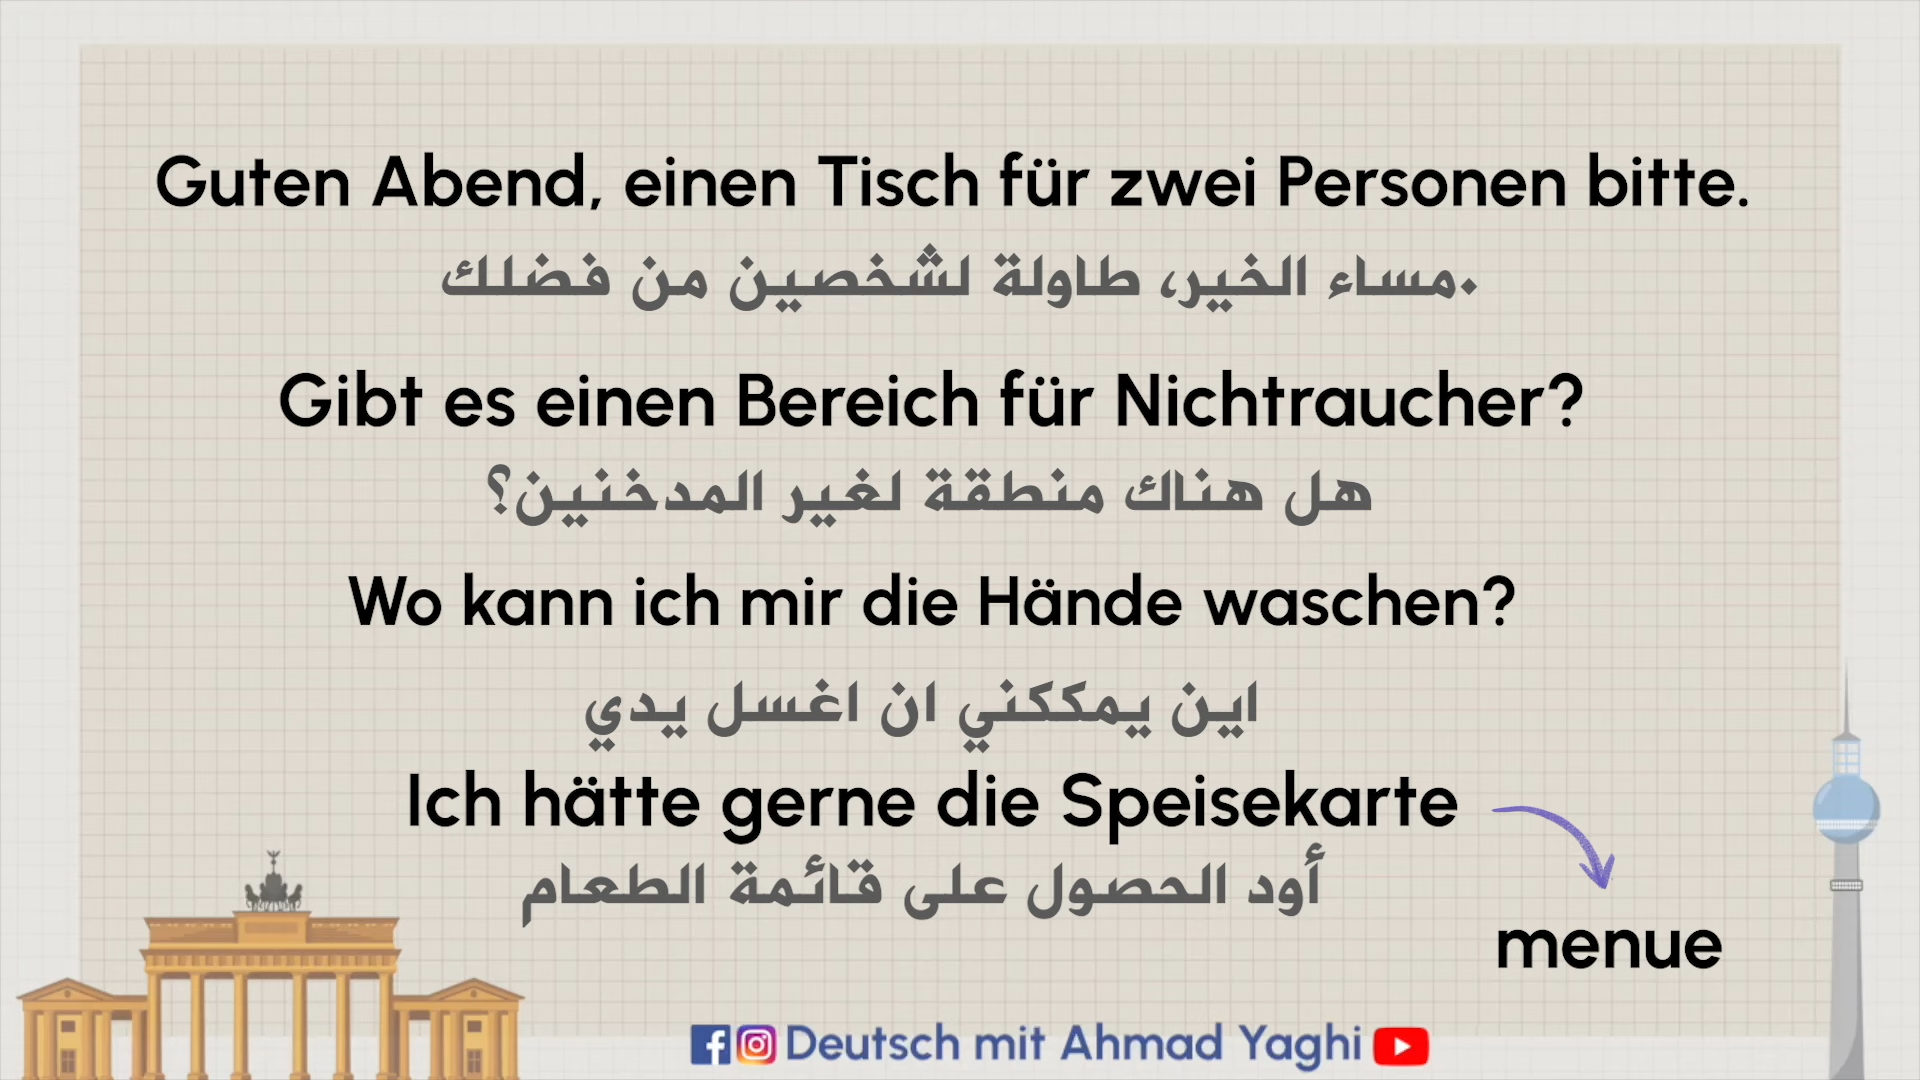 Guten Abend, einen Tisch für zwei Personen bitte.
مساء الخير، طاولة لشخصين من فضلك.
Gibt es einen Bereich für Nichtraucher?
هل هناك منطقة لغير المدخنين؟
Wo kann ich mir die Hände waschen?
اين يمككني ان اغسل يدي
Ich hätte gerne die Speisekarte
أود الحصول على قائمة الطعام
menue
Deutsch mit Ahmad Yaghi